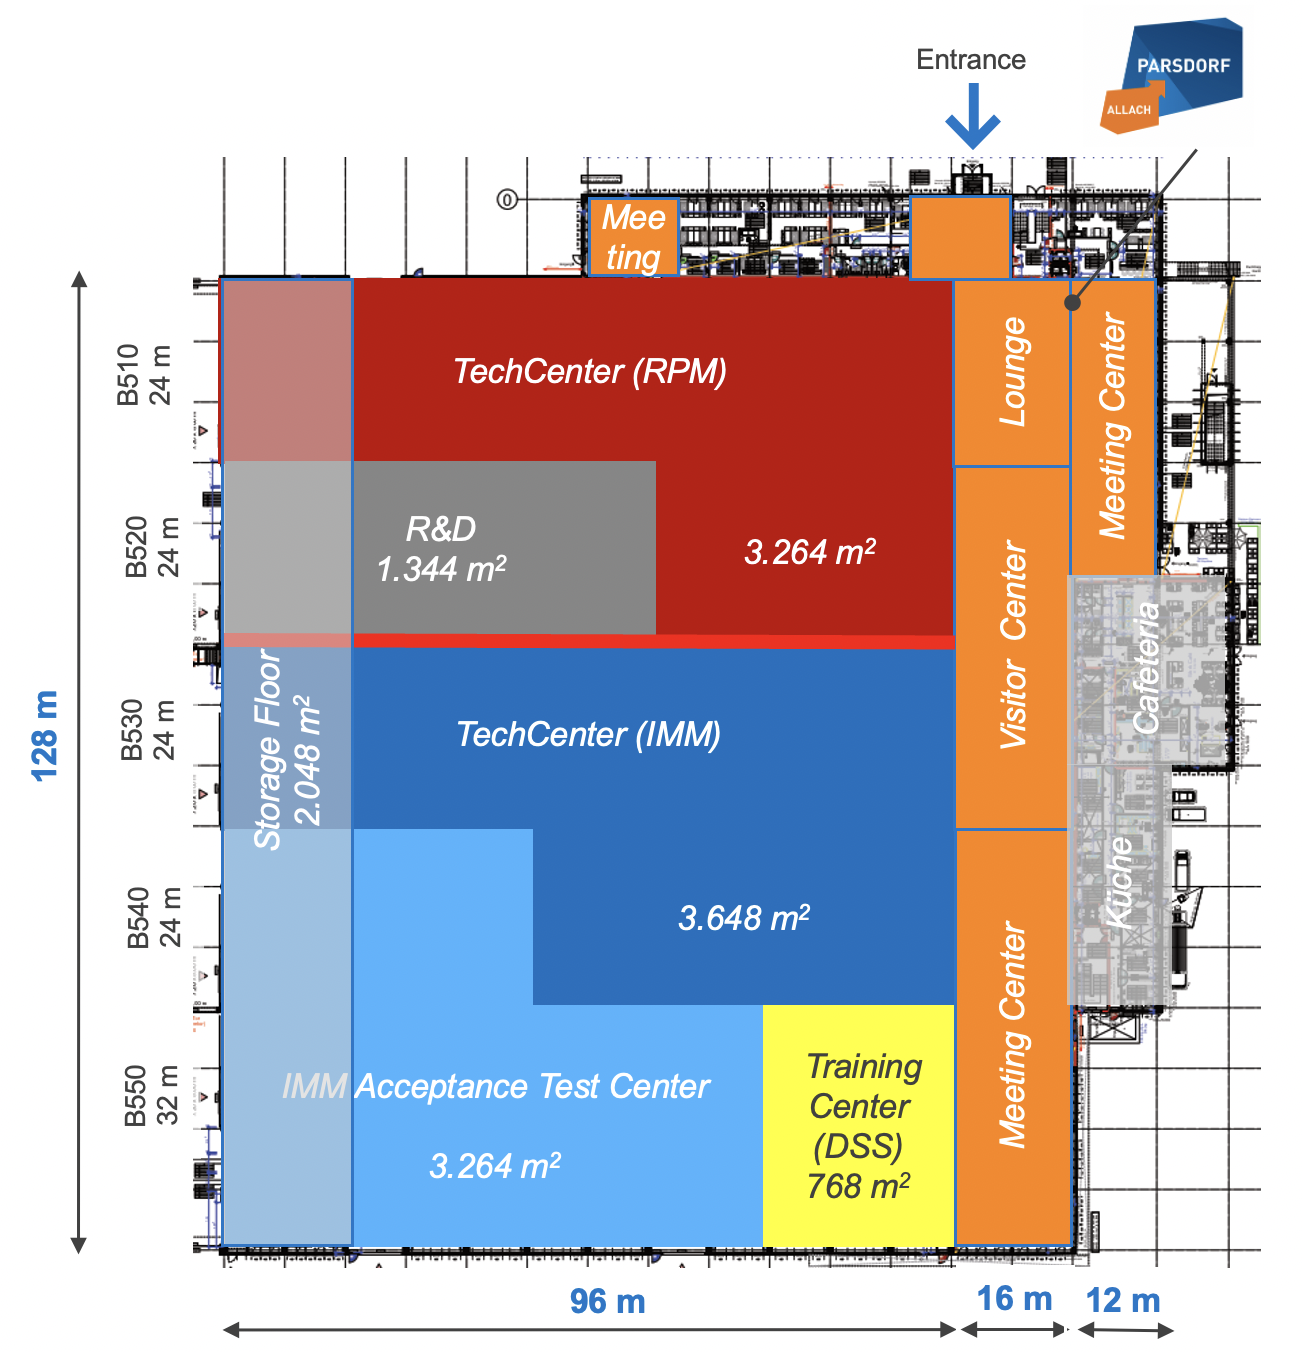 Entrance
PARSDORF
ALLACH
0
Mee
ting
B510
24 m
TechCenter (RPM)
Lounge
Meeting Center
B520
24 m
R&D
1.344 m²
3.264 m²
Visitor Center
Cafeteria
128 m
B530
24 m
Storage Floor
2.048 m²
TechCenter (IMM)
B540
24 m
3.648 m²
Küche
Meeting Center
B550
32 m
IMM Acceptance Test Center
3.264 m²
Training
Center
(DSS)
768 m²
96 m
16 m
12 m